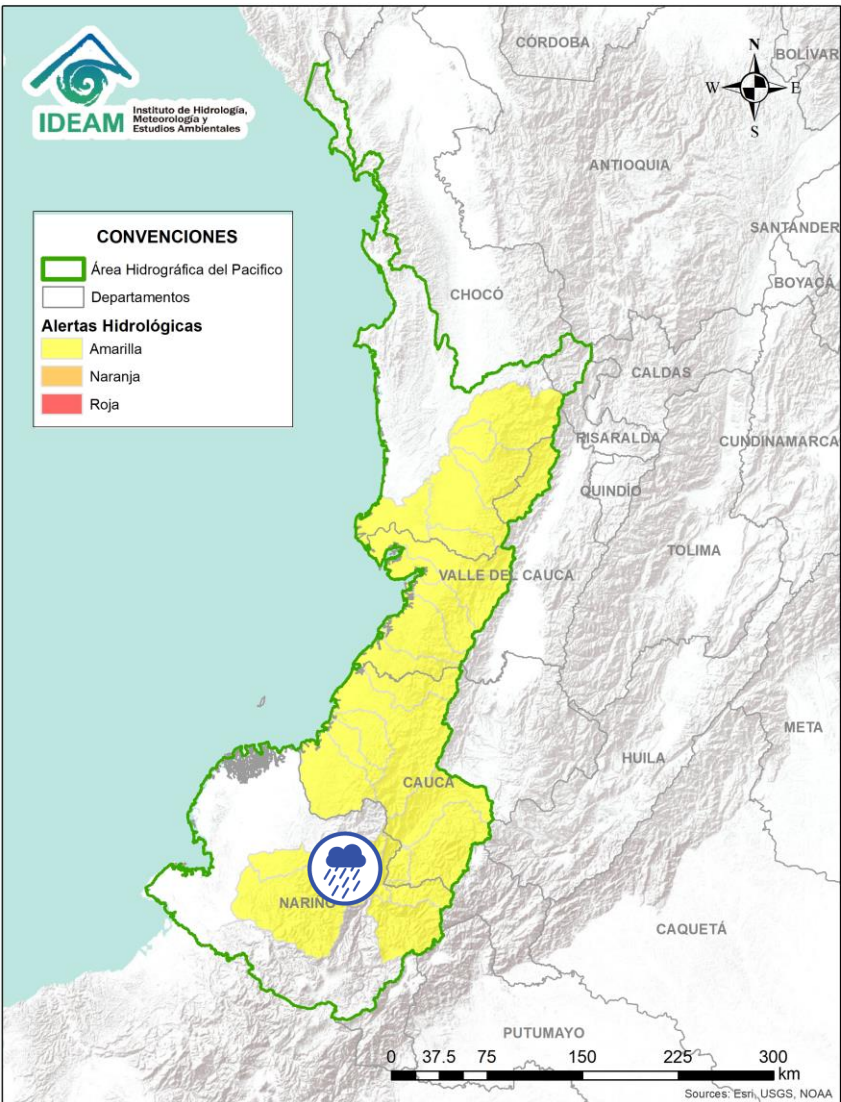 IDEAM
Instituto de Hidrología,
Meteorología y
Estudios Ambientales
CÓRDOBA
BOLÍVAR
N
W
E
S
ANTIOQUIA
SANTANDER
BOYACÁ
CONVENCIONES
Área Hidrográfica del Pacifico
Departamentos
Alertas Hidrológicas
Amarilla
Naranja
Roja
CHOCÓ
CALDAS
RISARALDA
CUNDINAMARCA
QUINDÍO
TOLIMA
VALLE DEL CAUCA
META
HUILA
CAUCA
NARIÑO
CAQUETÁ
PUTUMAYO
0 37.5 75 150 225 300
km
Sources: Esri, USGS, NOAA